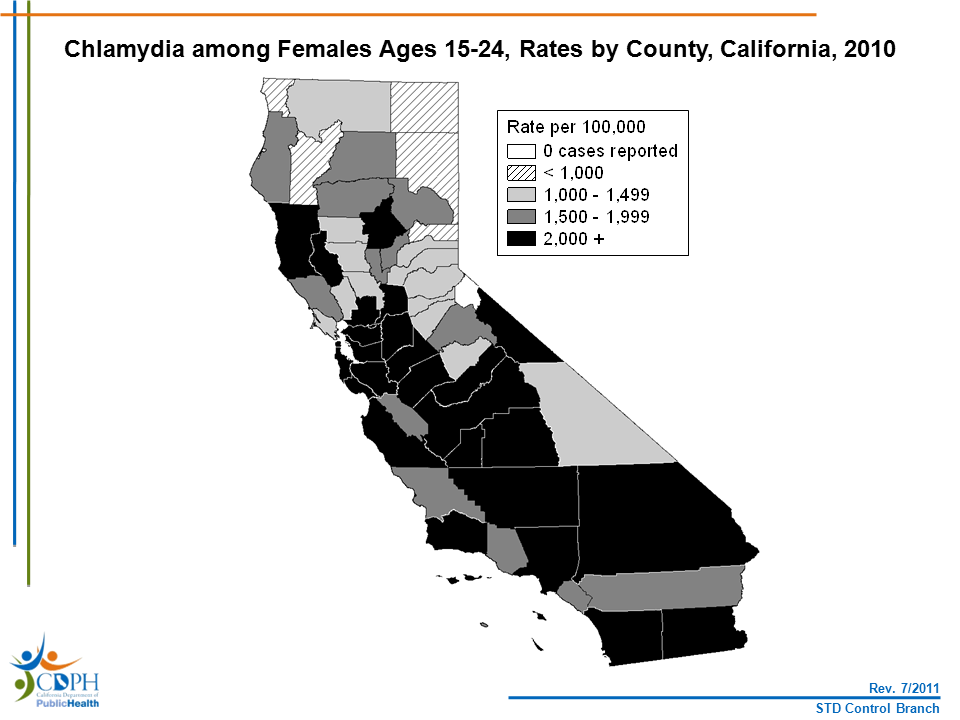 Chlamydia among Females Ages 15-24, Rates by County, California, 2010
Rate per 100,000
0 cases reported
< 1,000
1,000 - 1,499
1,500 - 1,999
2,000 +
CDPH
California Department of
PublicHealth
Rev. 7/2011
STD Control Branch